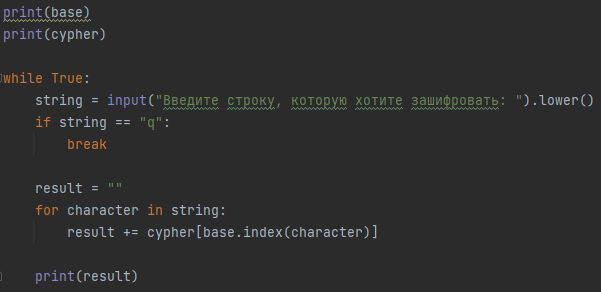 print(base)
print(cypher)
while True:
    string = input("Введите строку, которую хотите зашифровать: ").lower()
    if string == "q":
        break
    result = ""
    for character in string:
        result += cypher[base.index(character)]
    print(result)